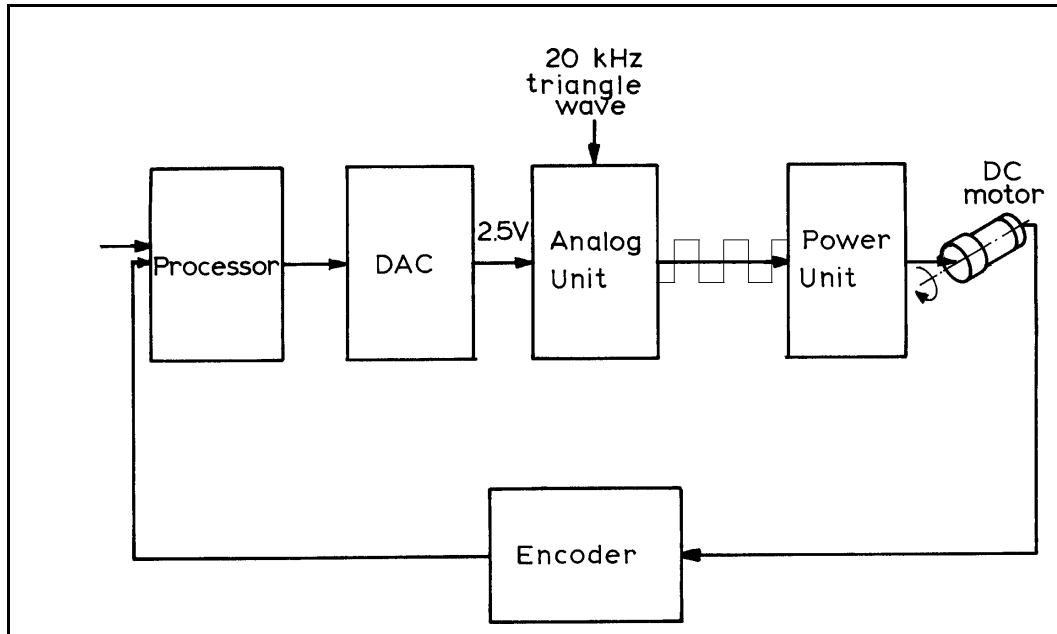 20 kHz
triangle
wave
DC
motor
Processor
DAC
2.5V
Analog
Unit
Power
Unit
Encoder